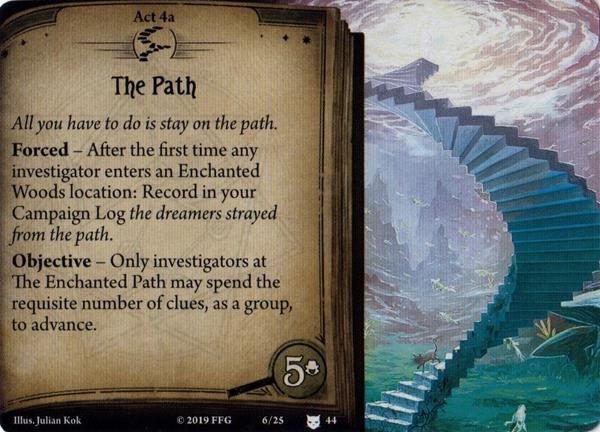 Act 4a
The Path
All you have to do is stay on the path.
Forced – After the first time any
investigator enters an Enchanted
Woods location: Record in your
Campaign Log the dreamers strayed
from the path.
Objective – Only investigators at
The Enchanted Path may spend the
requisite number of clues, as a group,
to advance.
5
Illus. Julian Kok © 2019 FFG 6/25 44